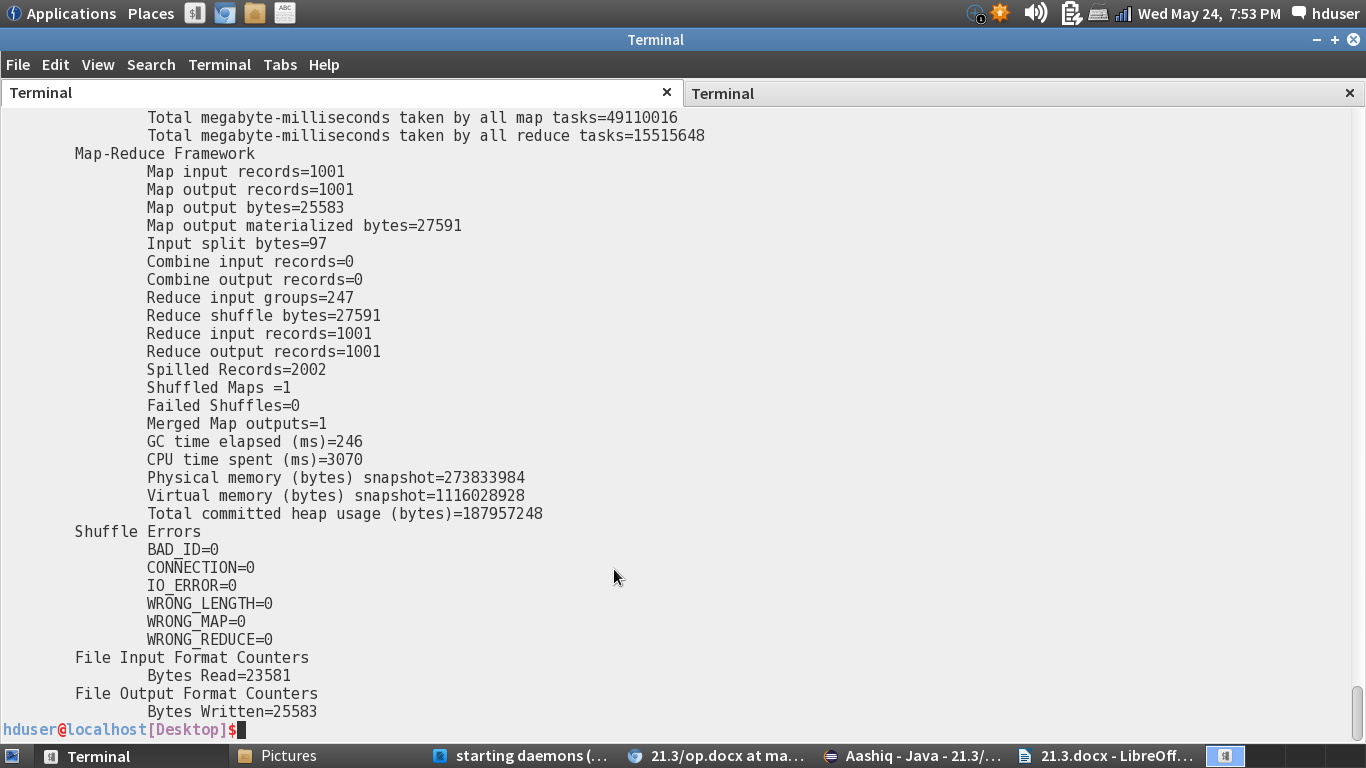 Applications Places ABC 1 Wed May 24, 7:53 PM hduser
Terminal
File Edit View Search Terminal Tabs Help
Terminal Terminal
Total megabyte-milliseconds taken by all map tasks=49110016
Total megabyte-milliseconds taken by all reduce tasks=15515648
Map-Reduce Framework
Map input records=1001
Map output records=1001
Map output bytes=25583
Map output materialized bytes=27591
Input split bytes=97
Combine input records=0
Combine output records=0
Reduce input groups=247
Reduce shuffle bytes=27591
Reduce input records=1001
Reduce output records=1001
Spilled Records=2002
Shuffled Maps =1
Failed Shuffles=0
Merged Map outputs=1
GC time elapsed (ms)=246
CPU time spent (ms)=3070
Physical memory (bytes) snapshot=273833984
Virtual memory (bytes) snapshot=1116028928
Total committed heap usage (bytes)=187957248
Shuffle Errors
BAD_ID=0
CONNECTION=0
IO_ERROR=0
WRONG_LENGTH=0
WRONG_MAP=0
WRONG_REDUCE=0
File Input Format Counters
Bytes Read=23581
File Output Format Counters
Bytes Written=25583
hduser@localhost[Desktop]$
Terminal Pictures starting daemons (... 21.3/op.docx at ma... Aashiq - Java - 21.3/... 21.3.docx - LibreOff...